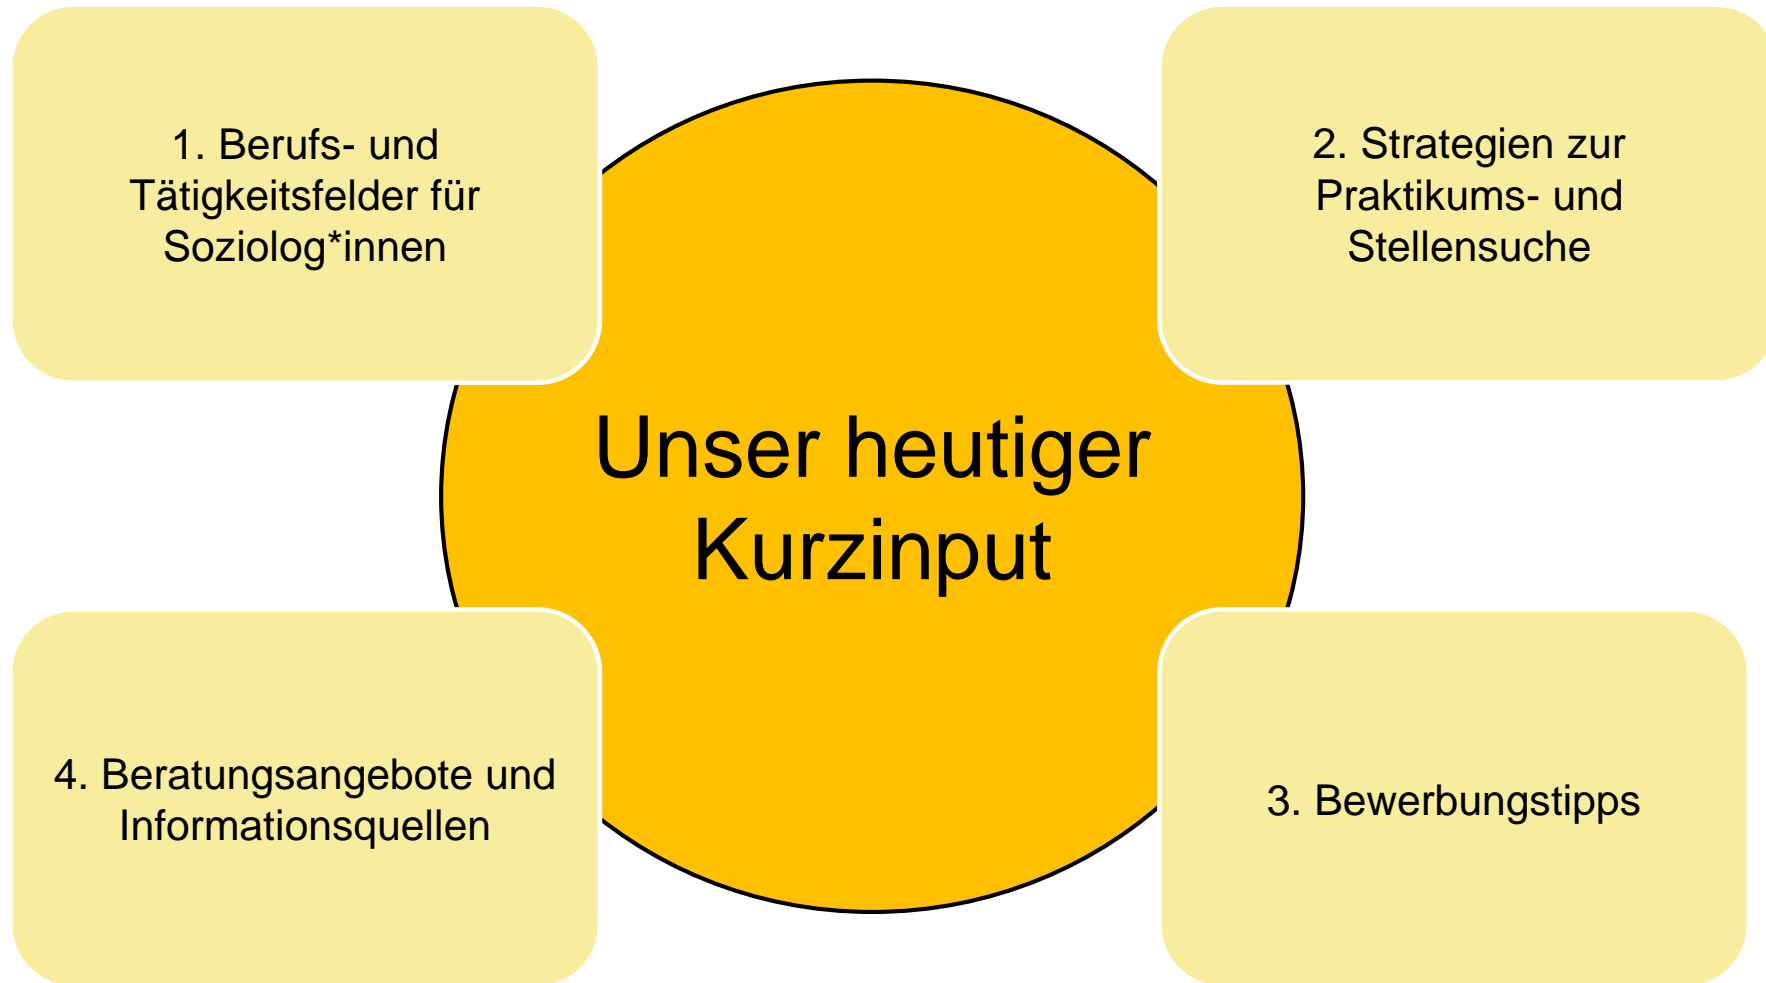 1. Berufs- und
Tätigkeitsfelder für
Soziolog*innen
2. Strategien zur
Praktikums- und
Stellensuche
Unser heutiger
Kurzinput
3. Bewerbungstipps
4. Beratungsangebote und
Informationsquellen